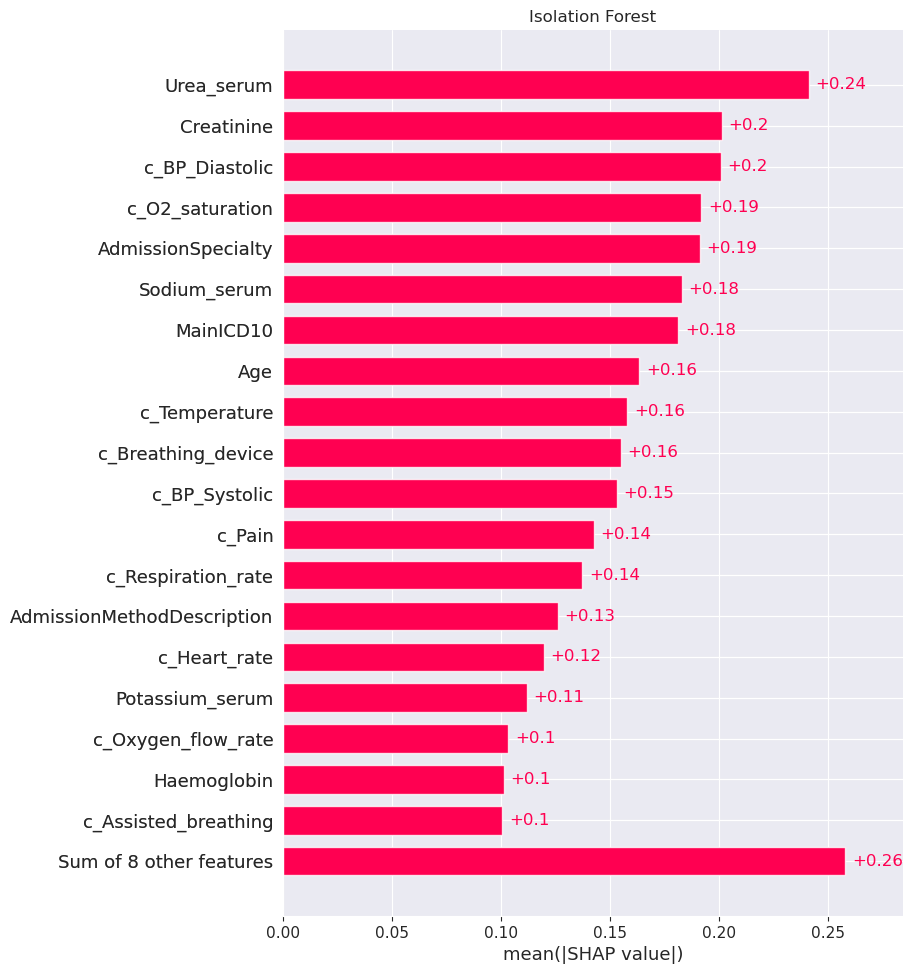 Isolation Forest
Urea_serum +0.24
Creatinine +0.2
c_BP_Diastolic +0.2
c_O2_saturation +0.19
AdmissionSpecialty +0.19
Sodium_serum +0.18
MainICD10 +0.18
Age +0.16
c_Temperature +0.16
c_Breathing_device +0.16
c_BP_Systolic +0.15
c_Pain +0.14
c_Respiration_rate +0.14
AdmissionMethodDescription +0.13
c_Heart_rate +0.12
Potassium_serum +0.11
c_Oxygen_flow_rate +0.1
Haemoglobin +0.1
c_Assisted_breathing +0.1
Sum of 8 other features +0.26
0.00 0.05 0.10 0.15 0.20 0.25
mean(|SHAP value|)